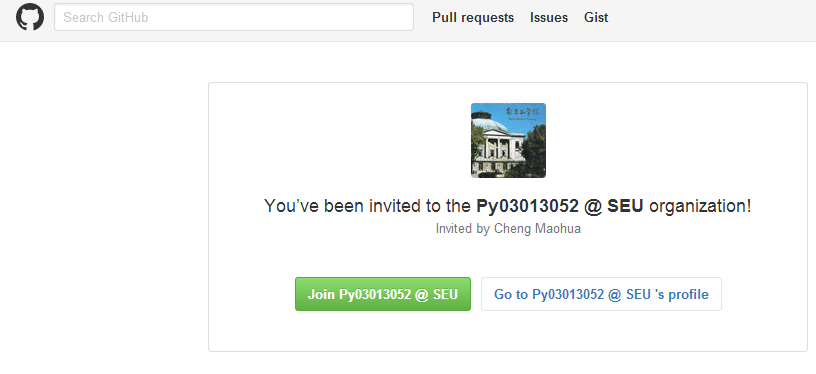 Search GitHub
Pull requests
Issues
Gist
You've been invited to the Py03013052 @ SEU organization!
Invited by Cheng Maohua
Join Py03013052 @ SEU
Go to Py03013052 @ SEU 's profile